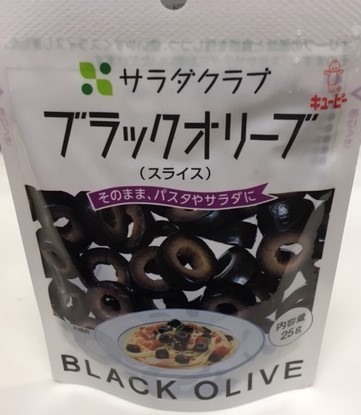 サラダクラブ
キユーピー
ブラックオリーブ
(スライス)
そのまま、パスタやサラダに
内容量
25g
BLACK OLIVE